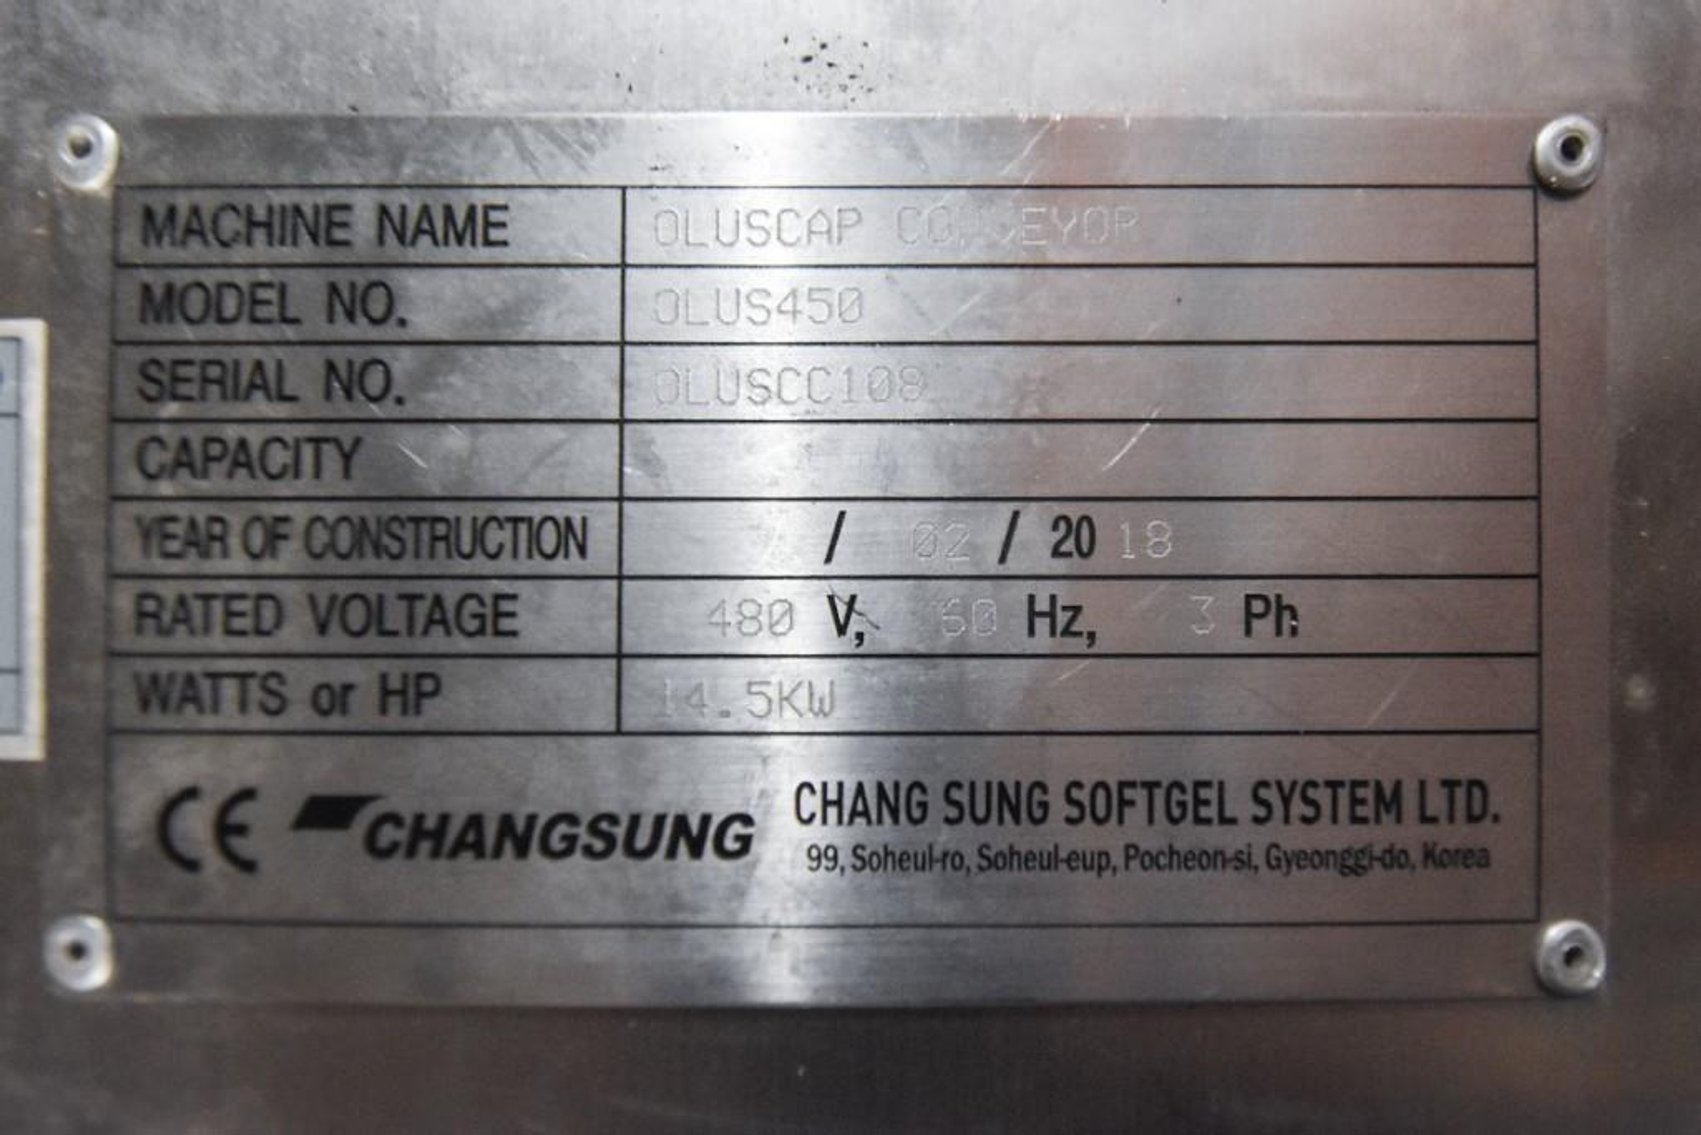 MACHINE NAME OLUSCAP CONVEYOR
MODEL NO. OLUS450
SERIAL NO. OLUSCC108
CAPACITY
YEAR OF CONSTRUCTION / 02 / 20 18
RATED VOLTAGE 480 V, 60 Hz, 3 Ph
WATTS or HP 14.5KW
CE CHANGSUNG CHANG SUNG SOFTGEL SYSTEM LTD.
99, Soheul-ro, Soheul-eup, Pocheon-si, Gyeonggi-do, Korea